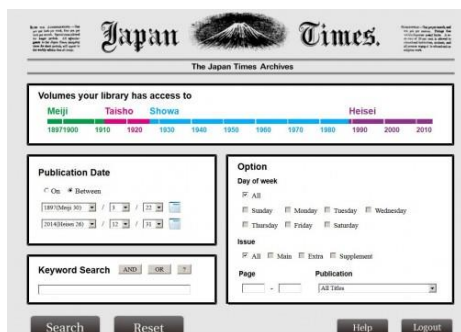 Japan Times.
The Japan Times Archives
Volumes your library has access to
Meiji Taisho Showa Heisei
1897 1900 1910 1920 1930 1940 1950 1960 1970 1980 1990 2000 2010
Publication Date
On Between
1897(Meiji 30) / 3 / 22
2014(Heisei 26) / 12 / 31
Keyword Search AND OR ?
Option
Day of week
All
Sunday Monday Tuesday Wednesday
Thursday Friday Saturday
Issue
All Main Extra Supplement
Page Publication
- All Titles
Search Reset Help Logout